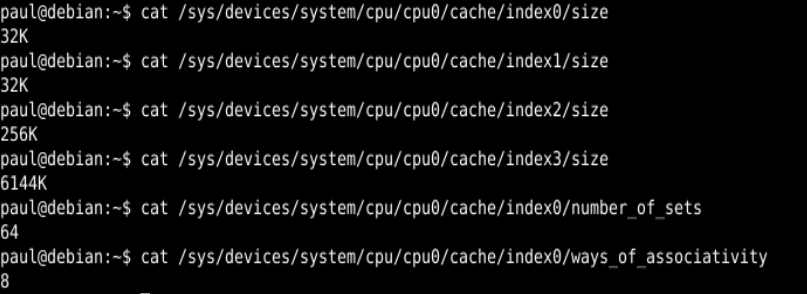 paul@debian:~$ cat /sys/devices/system/cpu/cpu0/cache/index0/size
32K
paul@debian:~$ cat /sys/devices/system/cpu/cpu0/cache/index1/size
32K
paul@debian:~$ cat /sys/devices/system/cpu/cpu0/cache/index2/size
256K
paul@debian:~$ cat /sys/devices/system/cpu/cpu0/cache/index3/size
6144K
paul@debian:~$ cat /sys/devices/system/cpu/cpu0/cache/index0/number_of_sets
64
paul@debian:~$ cat /sys/devices/system/cpu/cpu0/cache/index0/ways_of_associativity
8